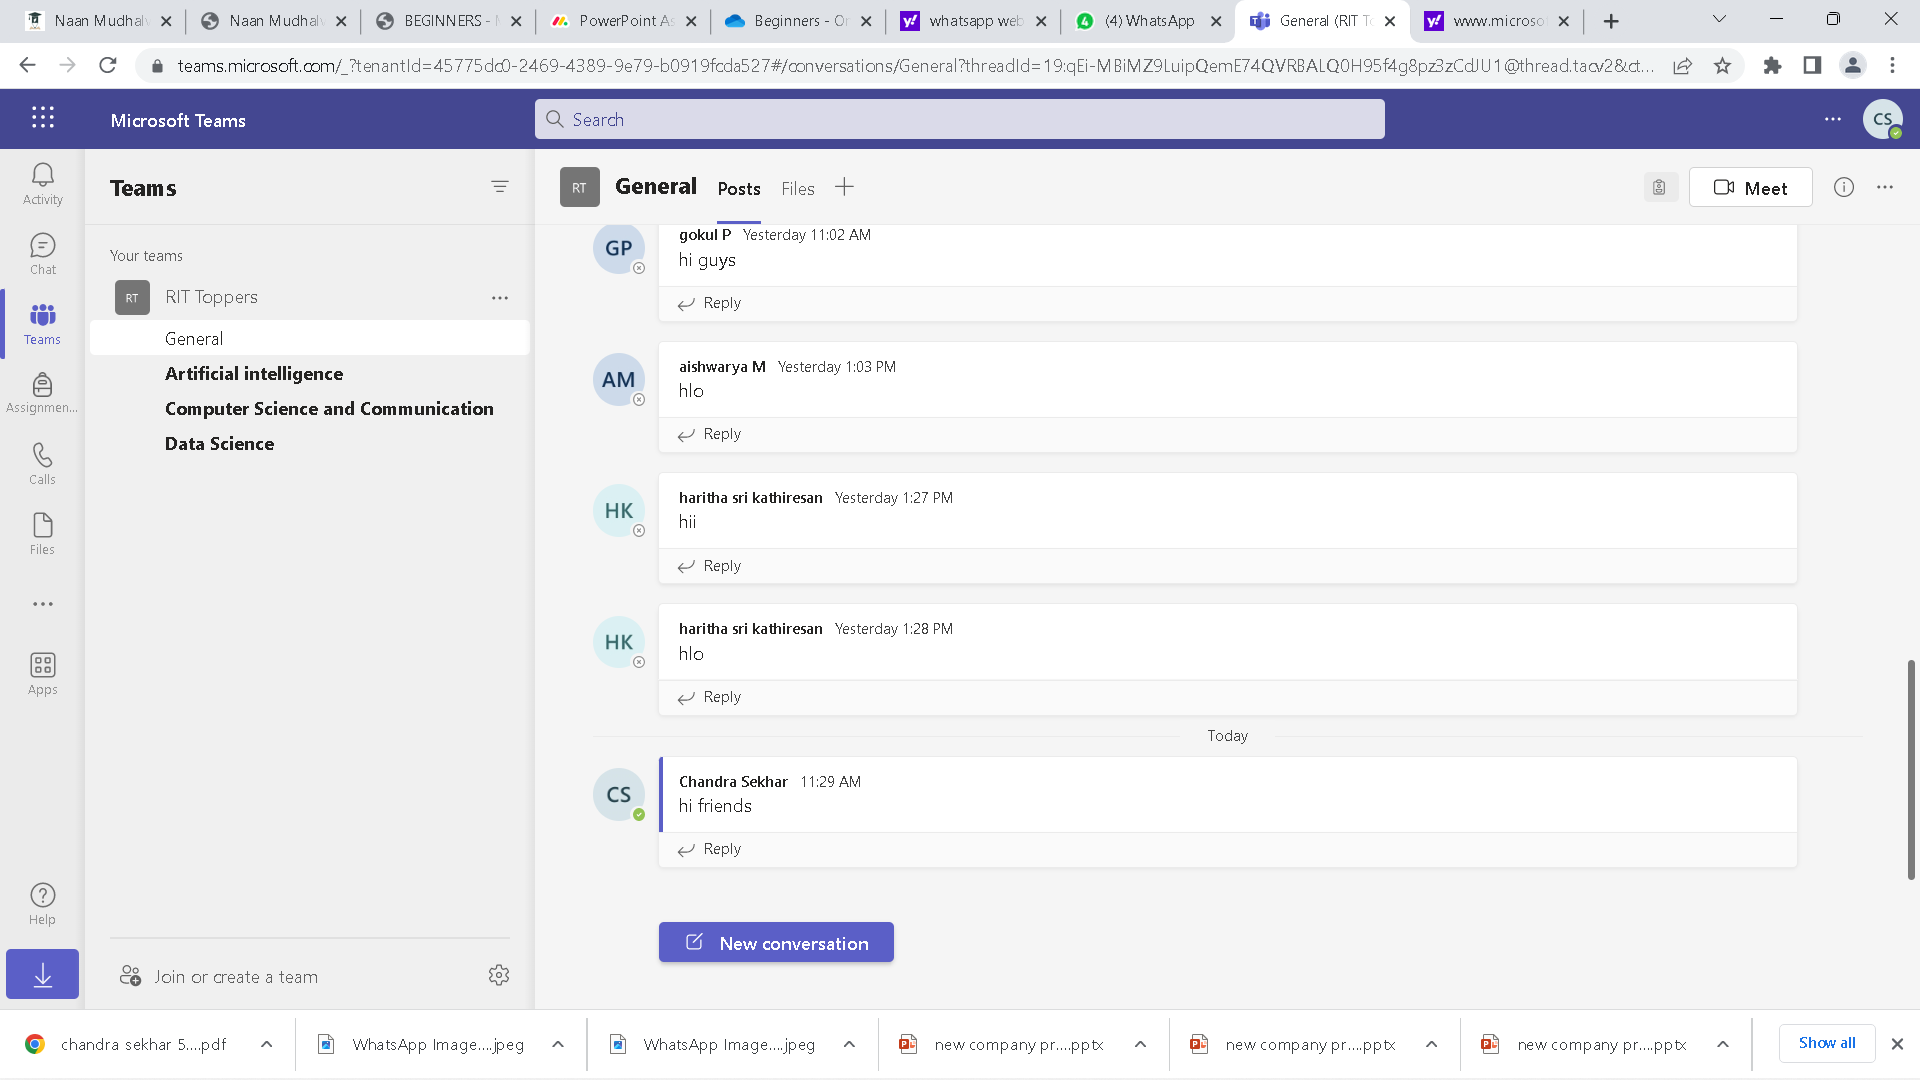 Naan Mudhal
Naan Mudhal
BEGINNERS -
PowerPoint As
Beginners - On
whatsapp web
(4) WhatsApp
General (RIT To
www.microsof
teams.microsoft.com/_?tenantId=45775dc0-2469-4389-9e79-b0919fcda527#/conversations/General?threadId=19:qEi-MBiMZ9LuipQemE74QVRBALQ0H95f4g8pz3zCdJU1@thread.tacv2&ct...
Microsoft Teams
Search
CS
Activity
Chat
Teams
Assignmen...
Calls
Files
Apps
Help
Teams
Your teams
RT RIT Toppers
General
Artificial intelligence
Computer Science and Communication
Data Science
Join or create a team
RT General Posts Files
Meet
GP gokul P Yesterday 11:02 AM
hi guys
Reply
AM aishwarya M Yesterday 1:03 PM
hlo
Reply
HK haritha sri kathiresan Yesterday 1:27 PM
hii
Reply
HK haritha sri kathiresan Yesterday 1:28 PM
hlo
Reply
Today
CS Chandra Sekhar 11:29 AM
hi friends
Reply
New conversation
chandra sekhar 5....pdf
WhatsApp Image....jpeg
WhatsApp Image....jpeg
new company pr....pptx
new company pr....pptx
new company pr....pptx
Show all